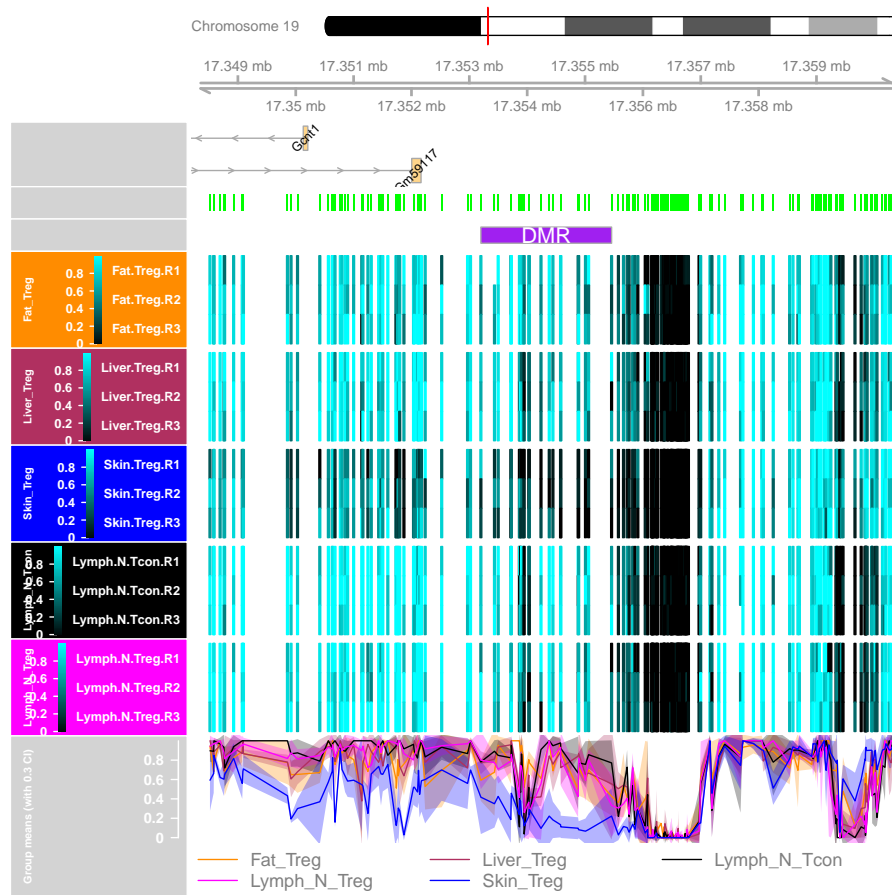 Chromosome 19
17.349 mb 17.351 mb 17.353 mb 17.355 mb 17.357 mb 17.359 mb
17.35 mb 17.352 mb 17.354 mb 17.356 mb 17.358 mb
Gcnt1
Gm59117
DMR
Fat_Treg
0.8
0.6
0.4
0.2
0
Fat.Treg.R1
Fat.Treg.R2
Fat.Treg.R3
Liver_Treg
0.8
0.6
0.4
0.2
0
Liver.Treg.R1
Liver.Treg.R2
Liver.Treg.R3
Skin_Treg
0.8
0.6
0.4
0.2
0
Skin.Treg.R1
Skin.Treg.R2
Skin.Treg.R3
Lymph_N_Tcon
0.8
0.6
0.4
0.2
0
Lymph.N.Tcon.R1
Lymph.N.Tcon.R2
Lymph.N.Tcon.R3
Lymph_N_Treg
0.8
0.6
0.4
0.2
0
Lymph.N.Treg.R1
Lymph.N.Treg.R2
Lymph.N.Treg.R3
Group means (with 0.3 CI)
0.8
0.6
0.4
0.2
0
Fat_Treg Liver_Treg Lymph_N_Tcon
Lymph_N_Treg Skin_Treg